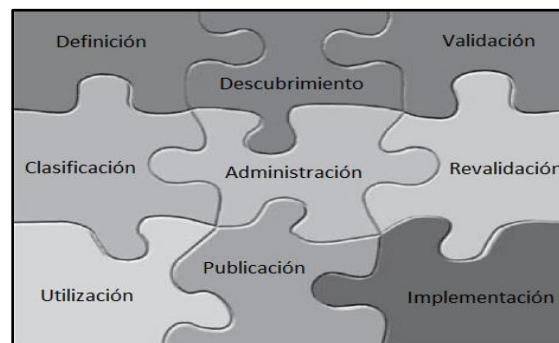 Definición
Descubrimiento
Validación
Clasificación
Administración
Revalidación
Utilización
Publicación
Implementación